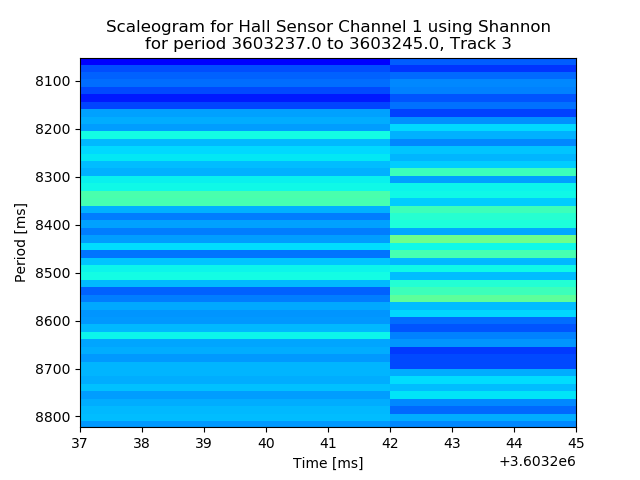 Scaleogram for Hall Sensor Channel 1 using Shannon
for period 3603237.0 to 3603245.0, Track 3
Period [ms]
8100
8200
8300
8400
8500
8600
8700
8800
37 38 39 40 41 42 43 44 45
Time [ms]
+3.6032e6